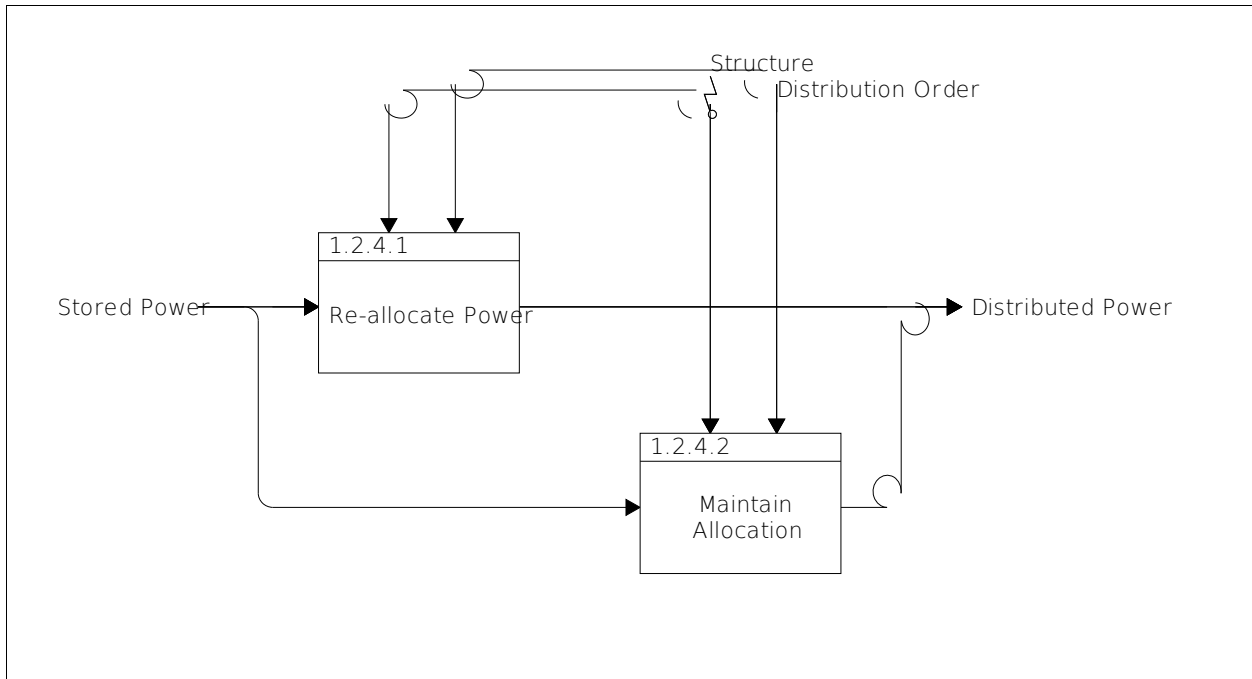 Structure
Distribution Order
1.2.4.1
Stored Power
Re-allocate Power
Distributed Power
1.2.4.2
Maintain
Allocation